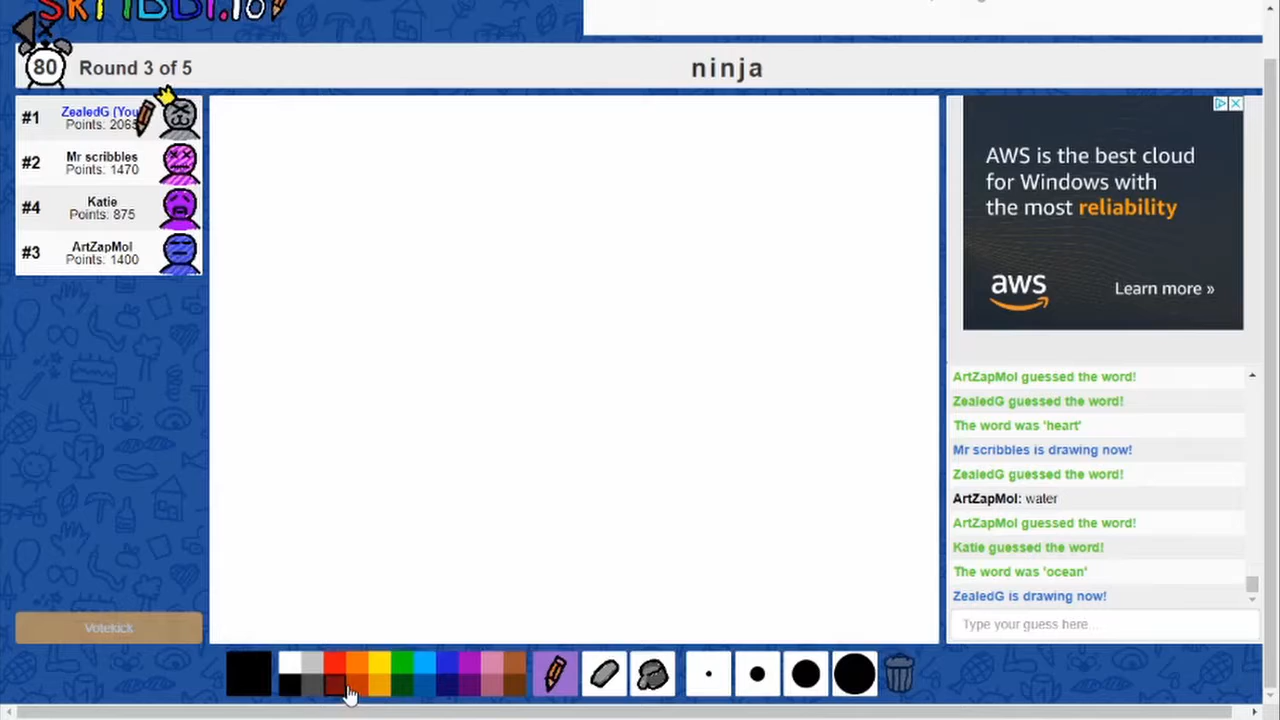 skribbl.io
80 Round 3 of 5
ninja
#1 ZealedG (You
Points: 2065
#2 Mr scribbles
Points: 1470
#4 Katie
Points: 875
#3 ArtZapMol
Points: 1400
Votekick
AWS is the best cloud
for Windows with
the most reliability
aws Learn more »
ArtZapMol guessed the word!
ZealedG guessed the word!
The word was 'heart'
Mr scribbles is drawing now!
ZealedG guessed the word!
ArtZapMol: water
ArtZapMol guessed the word!
Katie guessed the word!
The word was 'ocean'
ZealedG is drawing now!
Type your guess here...